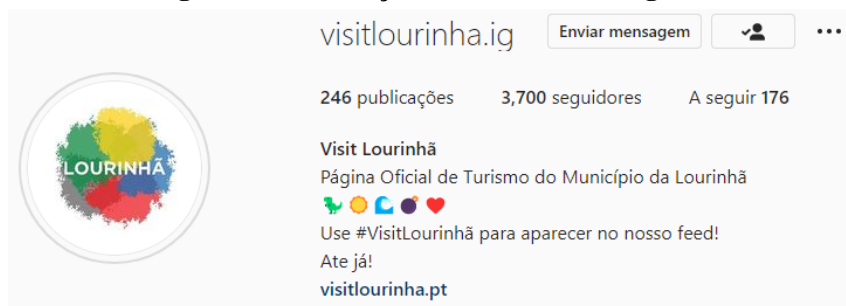 visitlourinha.ig Enviar mensagem
246 publicações 3,700 seguidores A seguir 176
LOURINHÃ
Visit Lourinhã
Página Oficial de Turismo do Município da Lourinhã
🦖🌞🌊💣❤️
Use #VisitLourinhã para aparecer no nosso feed!
Ate já!
visitlourinha.pt